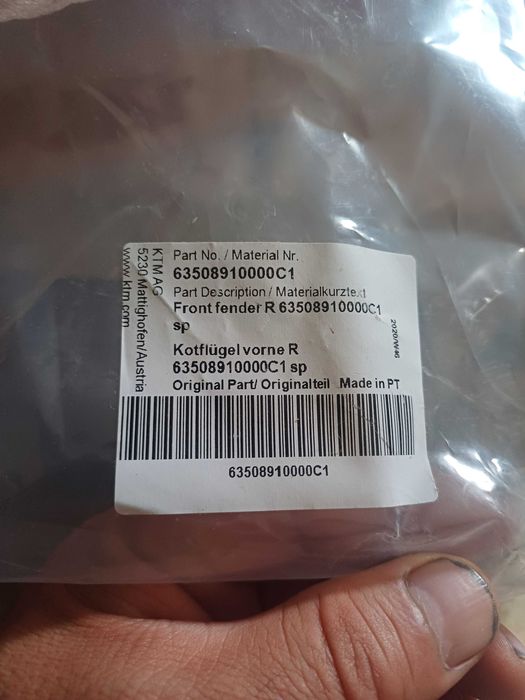 Part No. / Material Nr.
63508910000C1
Part Description / Materialkurztext
Front fender R 63508910000C1
sp
Kotflügel vorne R
63508910000C1 sp
Original Part/ Originalteil Made in PT
63508910000C1
KTM AG
5230 Mattighofen/Austria
www.ktm.com
2020/W46